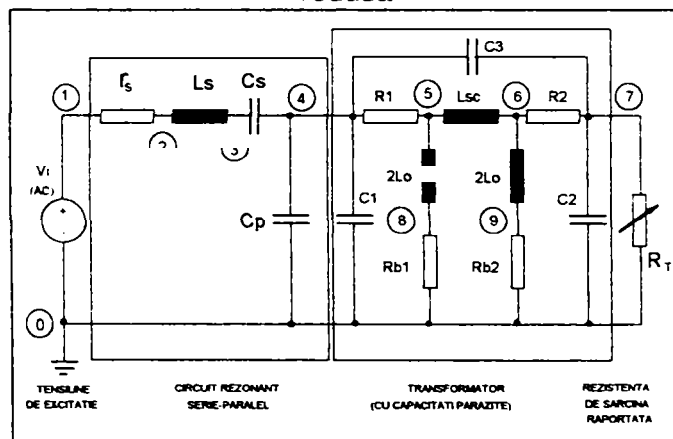 C3
1
rs
Ls
Cs
4
R1
5
Lsc
6
R2
7
2
3
Vi
(AC)
+
2Lo
2Lo
Cp
C1
8
9
C2
Rb1
Rb2
RT
0
TENSILINE
DE EXCITATIE
CIRCUIT REZONANT
SERIE-PARALEL
TRANSFORMATOR
(CU CAPACITATI PARAZITE)
REZISTENTA
DE SARCINA
RAPORTATA